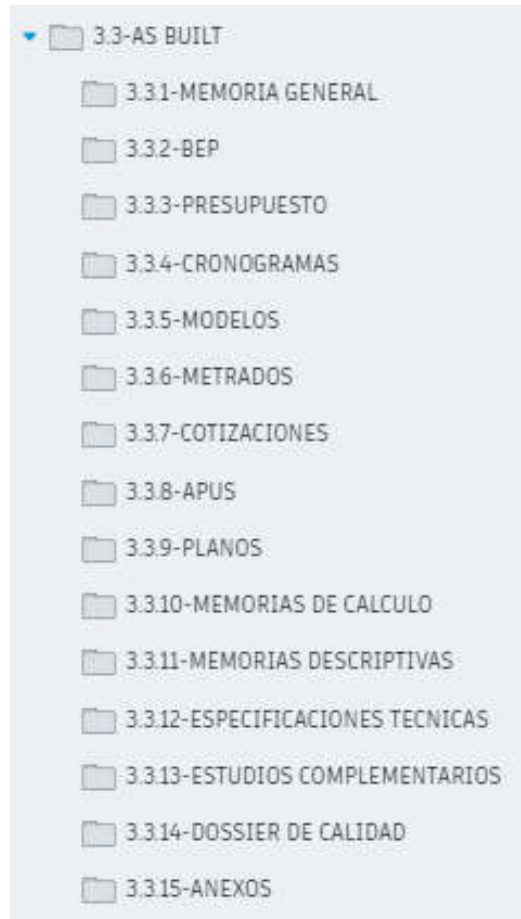 3.3-AS BUILT
3.3.1-MEMORIA GENERAL
3.3.2-BEP
3.3.3-PRESUPUESTO
3.3.4-CRONOGRAMAS
3.3.5-MODELOS
3.3.6-METRADOS
3.3.7-COTIZACIONES
3.3.8-APUS
3.3.9-PLANOS
3.3.10-MEMORIAS DE CALCULO
3.3.11-MEMORIAS DESCRIPTIVAS
3.3.12-ESPECIFICACIONES TECNICAS
3.3.13-ESTUDIOS COMPLEMENTARIOS
3.3.14-DOSSIER DE CALIDAD
3.3.15-ANEXOS